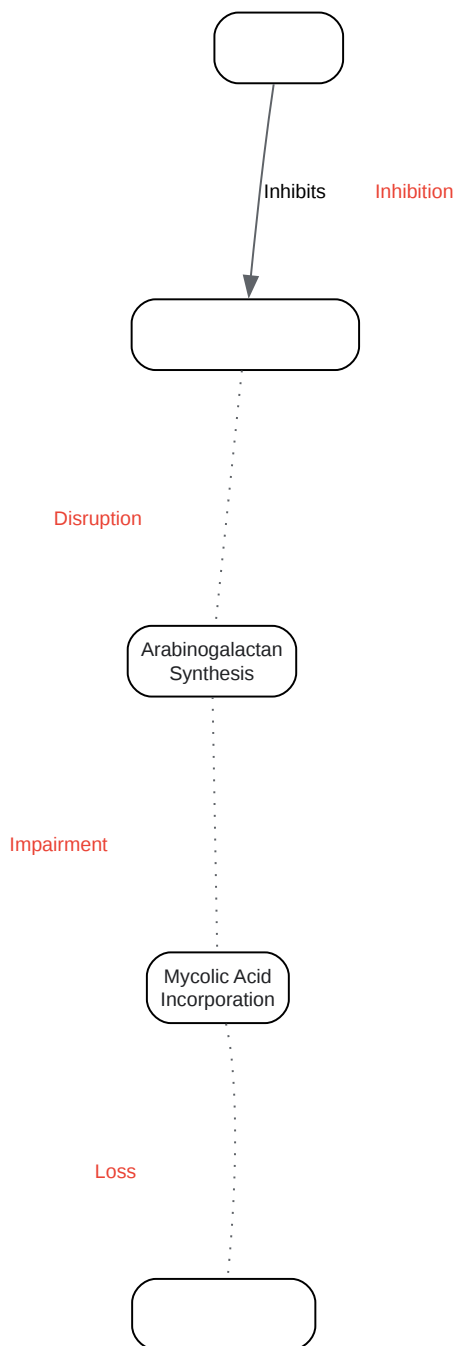 Inhibits
Inhibition
Disruption
Arabinogalactan
Synthesis
Impairment
Mycolic Acid
Incorporation
Loss